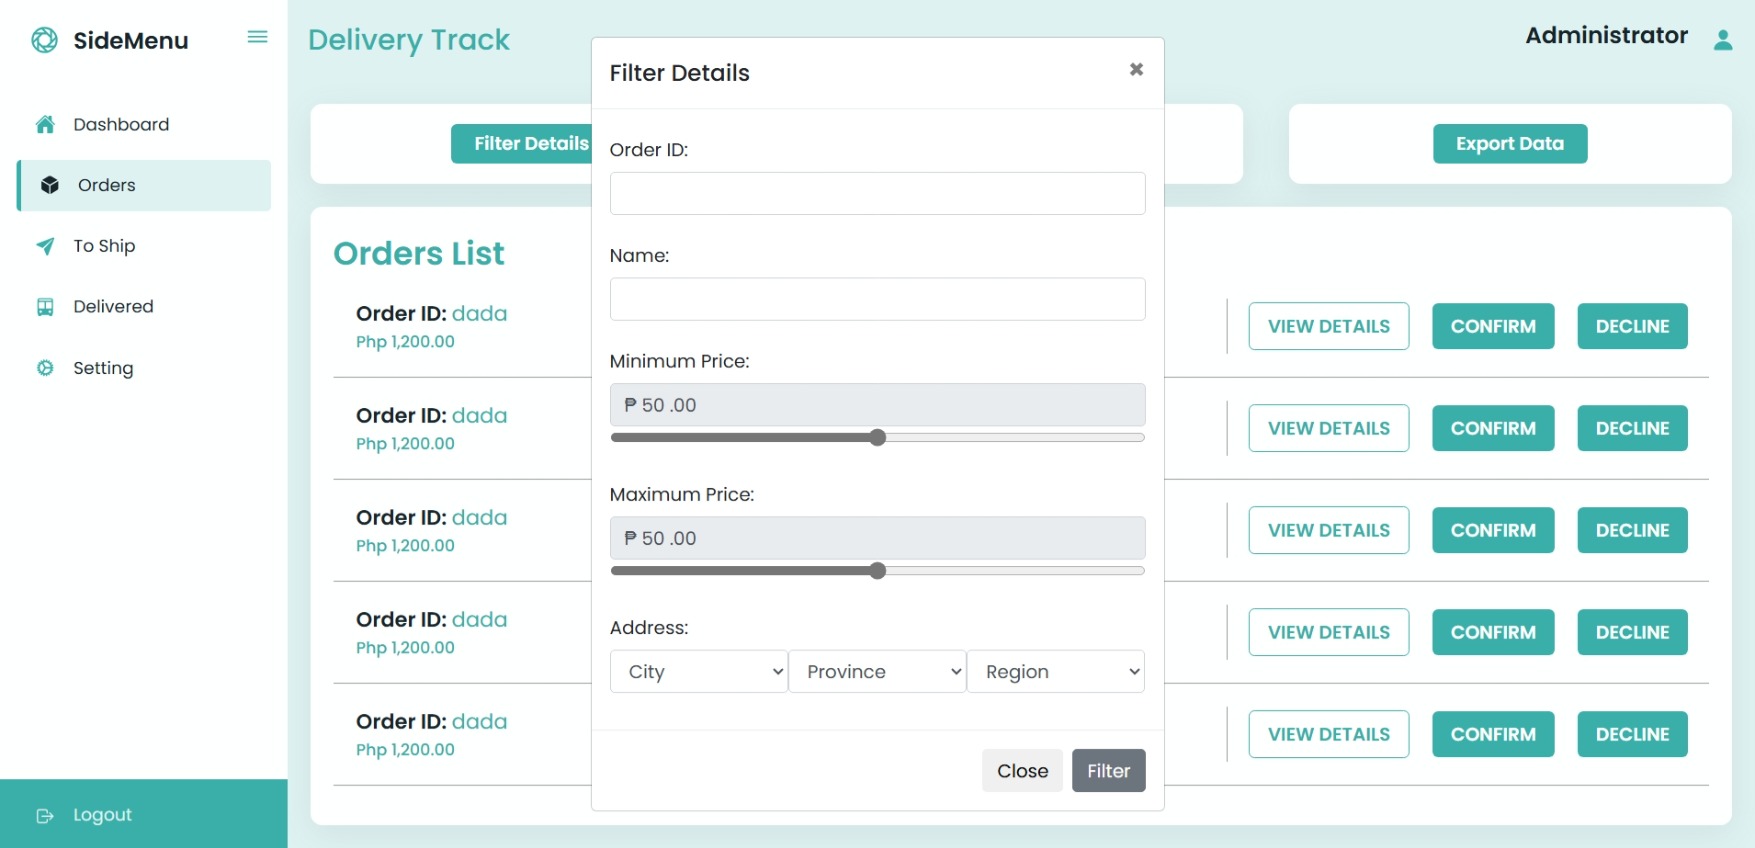 SideMenu
Dashboard
Orders
To Ship
Delivered
Setting
Logout
Delivery Track
Administrator
Filter Details
Export Data
Orders List
Order ID: dada
Php 1,200.00
VIEW DETAILS
CONFIRM
DECLINE
Order ID: dada
Php 1,200.00
VIEW DETAILS
CONFIRM
DECLINE
Order ID: dada
Php 1,200.00
VIEW DETAILS
CONFIRM
DECLINE
Order ID: dada
Php 1,200.00
VIEW DETAILS
CONFIRM
DECLINE
Order ID: dada
Php 1,200.00
VIEW DETAILS
CONFIRM
DECLINE
Filter Details
Order ID:
Name:
Minimum Price:
₱ 50 .00
Maximum Price:
₱ 50 .00
Address:
City
Province
Region
Close
Filter